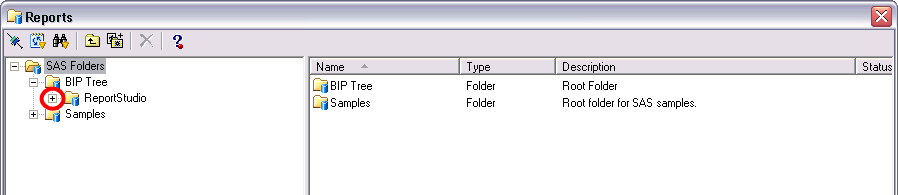 Reports
SAS Folders
BIP Tree
ReportStudio
Samples
Name Type Description Status
BIP Tree Folder Root Folder
Samples Folder Root folder for SAS samples.